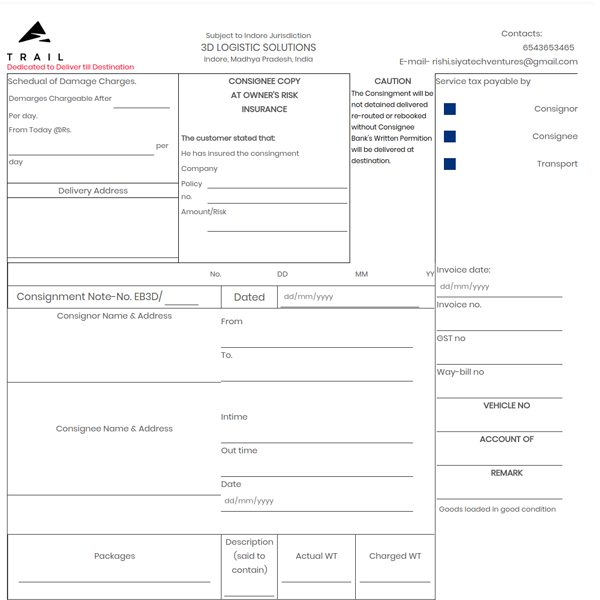 TRAIL
Dedicated to Deliver till Destination
Subject to Indore Jurisdiction
3D LOGISTIC SOLUTIONS
Indore, Madhya Pradesh, India
Contacts:
6543653465
E-mail- rishi.siyatechventures@gmail.com
Schedual of Damage Charges.
Demarges Chargeable After
Per day.
From Today @Rs.
per
day
Delivery Address
CONSIGNEE COPY
AT OWNER'S RISK
INSURANCE
The customer stated that:
He has insured the consingment
Company
Policy
no.
Amount/Risk
CAUTION
The Consingment will be
not detained delivered
re-routed or rebooked
without Consignee
Bank's Written Permition
will be delivered at
destination.
Service tax payable by
Consignor
Consignee
Transport
No.
DD
MM
YY
Consignment Note-No. EB3D/
Dated
dd/mm/yyyy
Consignor Name & Address
From
To.
Consignee Name & Address
Intime
Out time
Date
dd/mm/yyyy
Invoice date:
dd/mm/yyyy
Invoice no.
GST no
Way-bill no
VEHICLE NO
ACCOUNT OF
REMARK
Goods loaded in good condition
Packages
Description
(said to
contain)
Actual WT
Charged WT